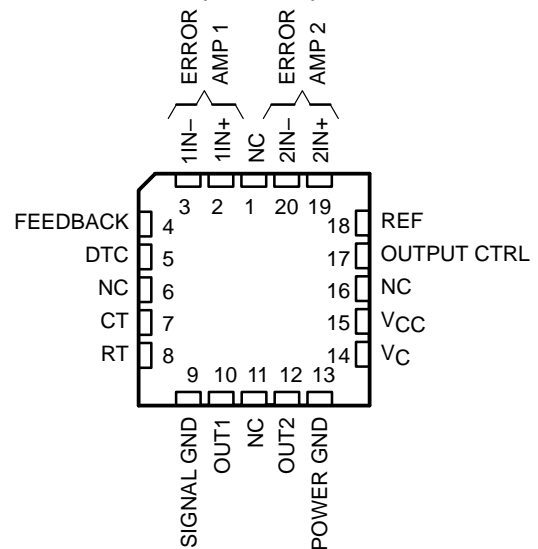 ERROR
AMP 1
ERROR
AMP 2
1IN–
1IN+
NC
2IN–
2IN+
3 2 1 20 19
FEEDBACK 4
DTC 5
NC 6
CT 7
RT 8
18 REF
17 OUTPUT CTRL
16 NC
15 VCC
14 VC
9 10 11 12 13
SIGNAL GND
OUT1
NC
OUT2
POWER GND